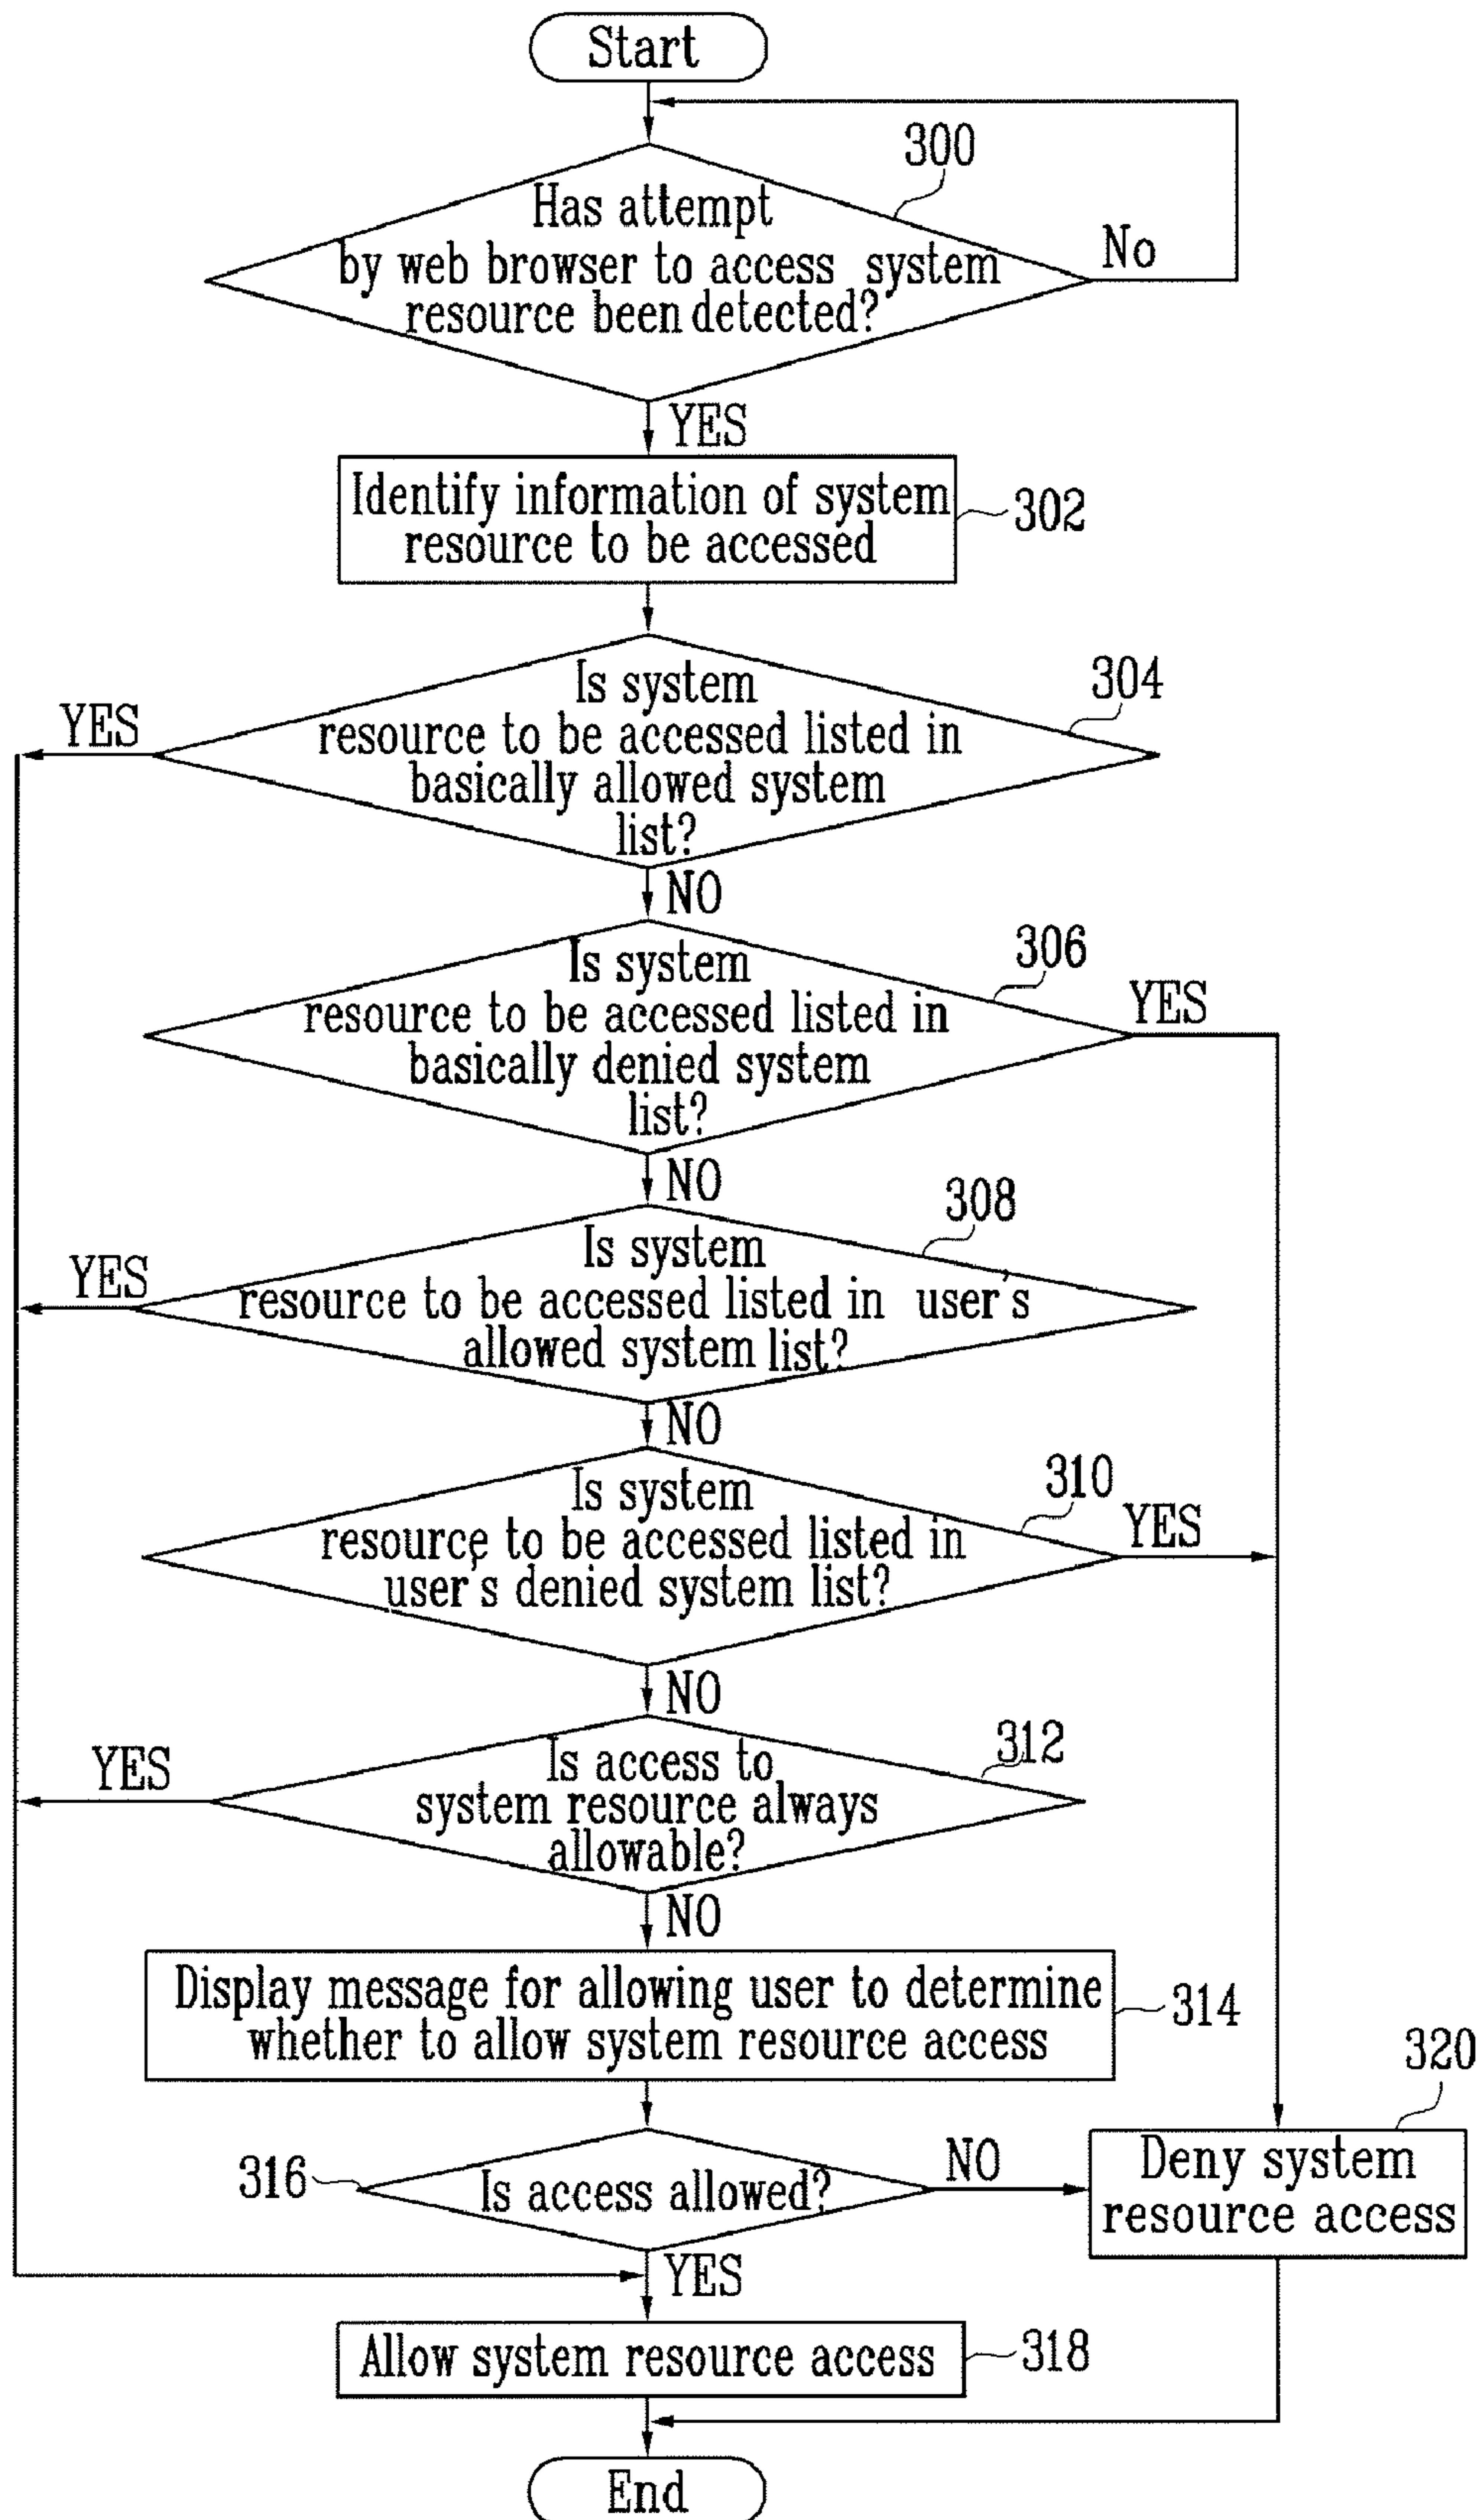 Start
300
Has attempt
by web browser to access system
resource been detected?
No
YES
Identify information of system
resource to be accessed
302
304
Is system
resource to be accessed listed in
basically allowed system
list?
YES
NO
306
Is system
resource to be accessed listed in
basically denied system
list?
YES
NO
308
Is system
resource to be accessed listed in user's
allowed system list?
YES
NO
310
Is system
resource to be accessed listed in
user's denied system list?
YES
NO
312
Is access to
system resource always
allowable?
YES
NO
Display message for allowing user to determine
whether to allow system resource access
314
320
316
Is access allowed?
NO
Deny system
resource access
YES
Allow system resource access
318
End